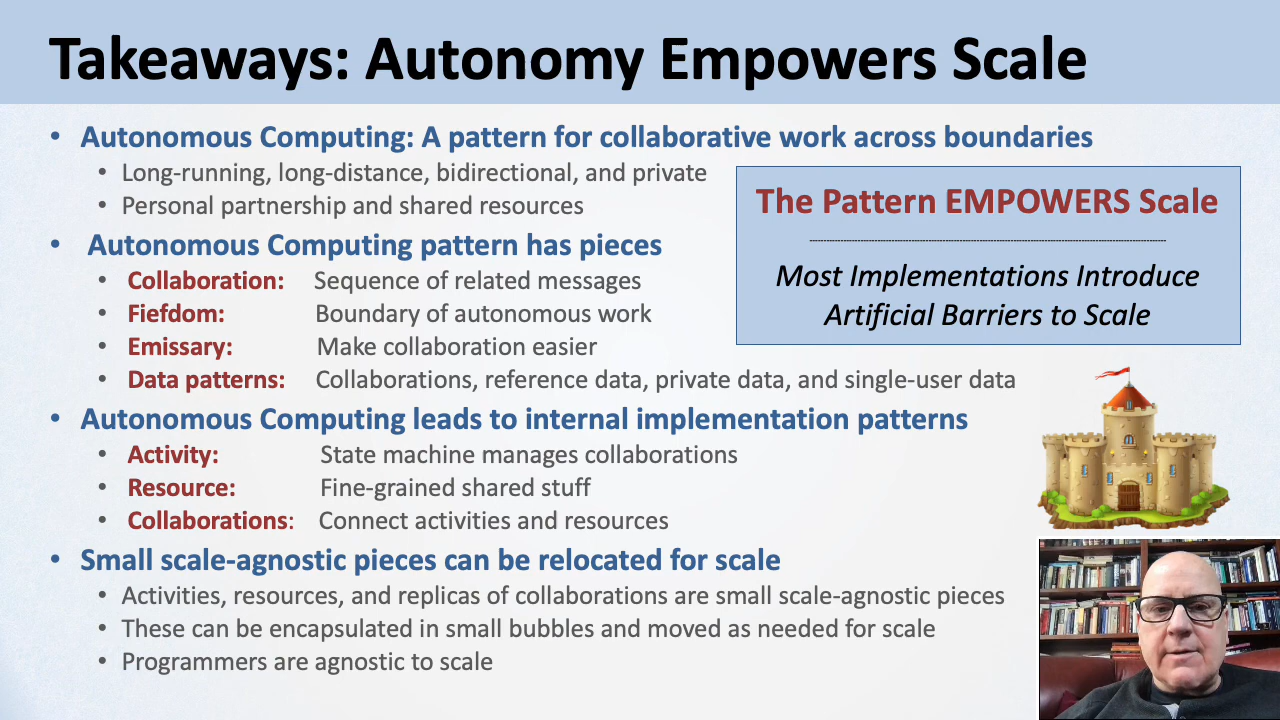 Takeaways: Autonomy Empowers Scale
• Autonomous Computing: A pattern for collaborative work across boundaries
• Long-running, long-distance, bidirectional, and private
• Personal partnership and shared resources
• Autonomous Computing pattern has pieces
• Collaboration: Sequence of related messages
• Fiefdom: Boundary of autonomous work
• Emissary: Make collaboration easier
• Data patterns: Collaborations, reference data, private data, and single-user data
• Autonomous Computing leads to internal implementation patterns
• Activity: State machine manages collaborations
• Resource: Fine-grained shared stuff
• Collaborations: Connect activities and resources
• Small scale-agnostic pieces can be relocated for scale
• Activities, resources, and replicas of collaborations are small scale-agnostic pieces
• These can be encapsulated in small bubbles and moved as needed for scale
• Programmers are agnostic to scale
The Pattern EMPOWERS Scale
Most Implementations Introduce
Artificial Barriers to Scale